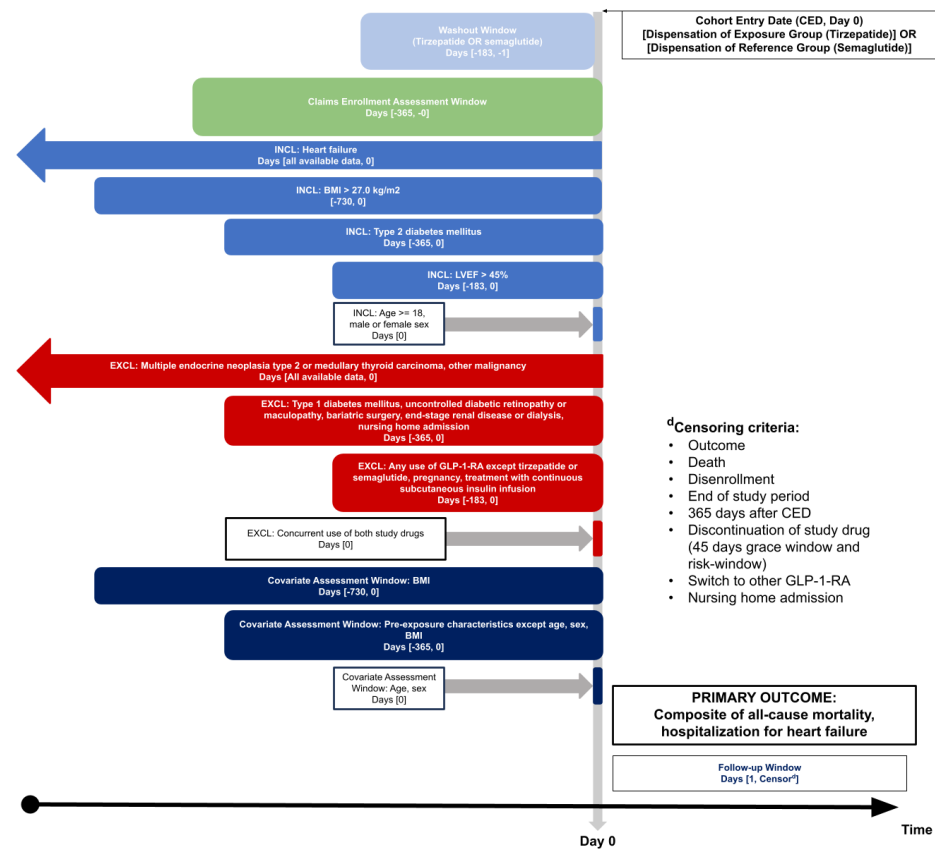 Cohort Entry Date (CED, Day 0)
[Dispensation of Exposure Group (Tirzepatide)] OR
[Dispensation of Reference Group (Semaglutide)]
Washout Window
(Tirzepatide OR semaglutide)
Days [-183, -1]
Claims Enrollment Assessment Window
Days [-365, -0]
INCL: Heart failure
Days [all available data, 0]
INCL: BMI > 27.0 kg/m2
[-730, 0]
INCL: Type 2 diabetes mellitus
Days [-365, 0]
INCL: LVEF > 45%
Days [-183, 0]
INCL: Age >= 18,
male or female sex
Days [0]
EXCL: Multiple endocrine neoplasia type 2 or medullary thyroid carcinoma, other malignancy
Days [All available data, 0]
EXCL: Type 1 diabetes mellitus, uncontrolled diabetic retinopathy or
maculopathy, bariatric surgery, end-stage renal disease or dialysis,
nursing home admission
Days [-365, 0]
EXCL: Any use of GLP-1-RA except tirzepatide or
semaglutide, pregnancy, treatment with continuous
subcutaneous insulin infusion
Days [-183, 0]
EXCL: Concurrent use of both study drugs
Days [0]
Covariate Assessment Window: BMI
Days [-730, 0]
Covariate Assessment Window: Pre-exposure characteristics except age, sex,
BMI
Days [-365, 0]
Covariate Assessment
Window: Age, sex
Days [0]
dCensoring criteria:
• Outcome
• Death
• Disenrollment
• End of study period
• 365 days after CED
• Discontinuation of study drug
(45 days grace window and
risk-window)
• Switch to other GLP-1-RA
• Nursing home admission
PRIMARY OUTCOME:
Composite of all-cause mortality,
hospitalization for heart failure
Follow-up Window
Days [1, Censord]
Time
Day 0